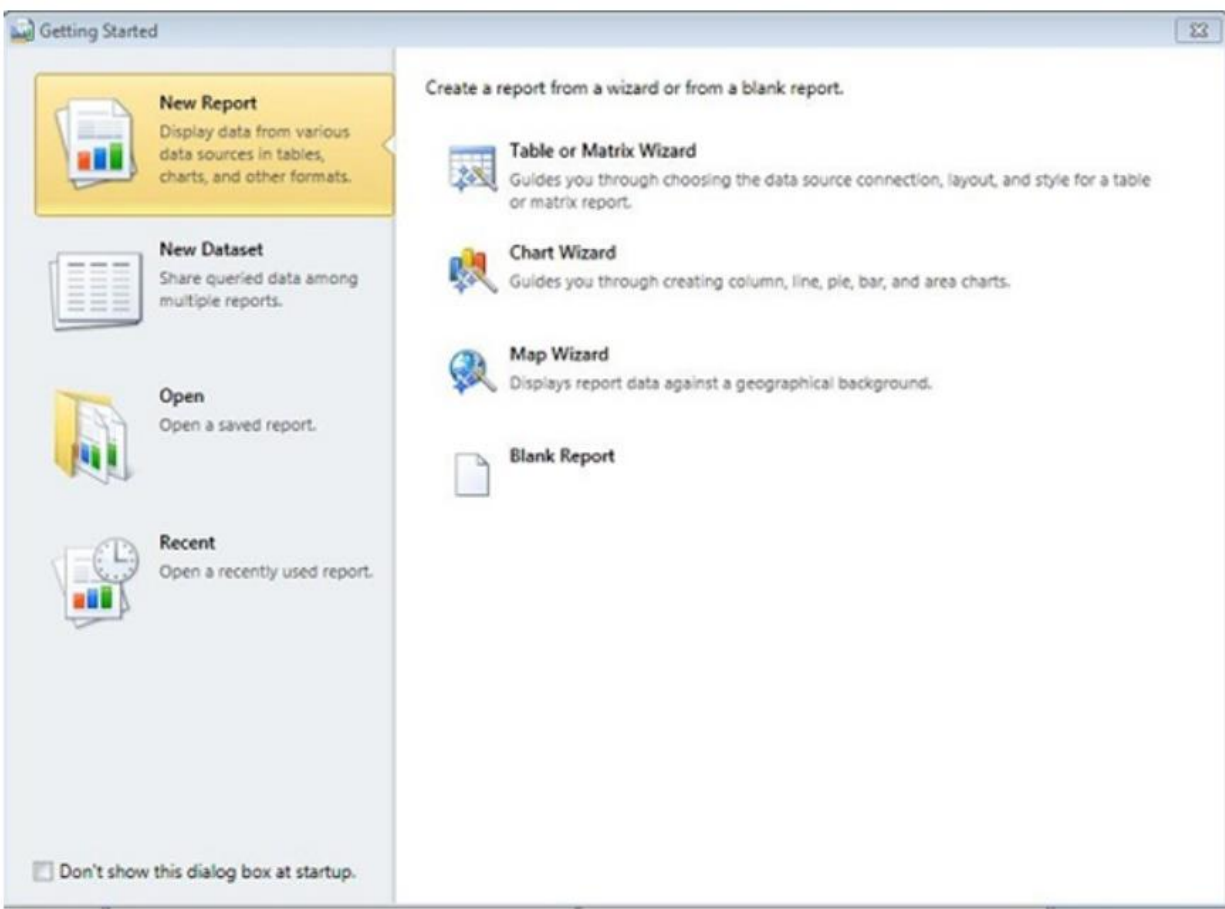 Getting Started
New Report
Display data from various
data sources in tables,
charts, and other formats.
New Dataset
Share queried data among
multiple reports.
Open
Open a saved report.
Recent
Open a recently used report.
Don't show this dialog box at startup.
Create a report from a wizard or from a blank report.
Table or Matrix Wizard
Guides you through choosing the data source connection, layout, and style for a table
or matrix report.
Chart Wizard
Guides you through creating column, line, pie, bar, and area charts.
Map Wizard
Displays report data against a geographical background.
Blank Report